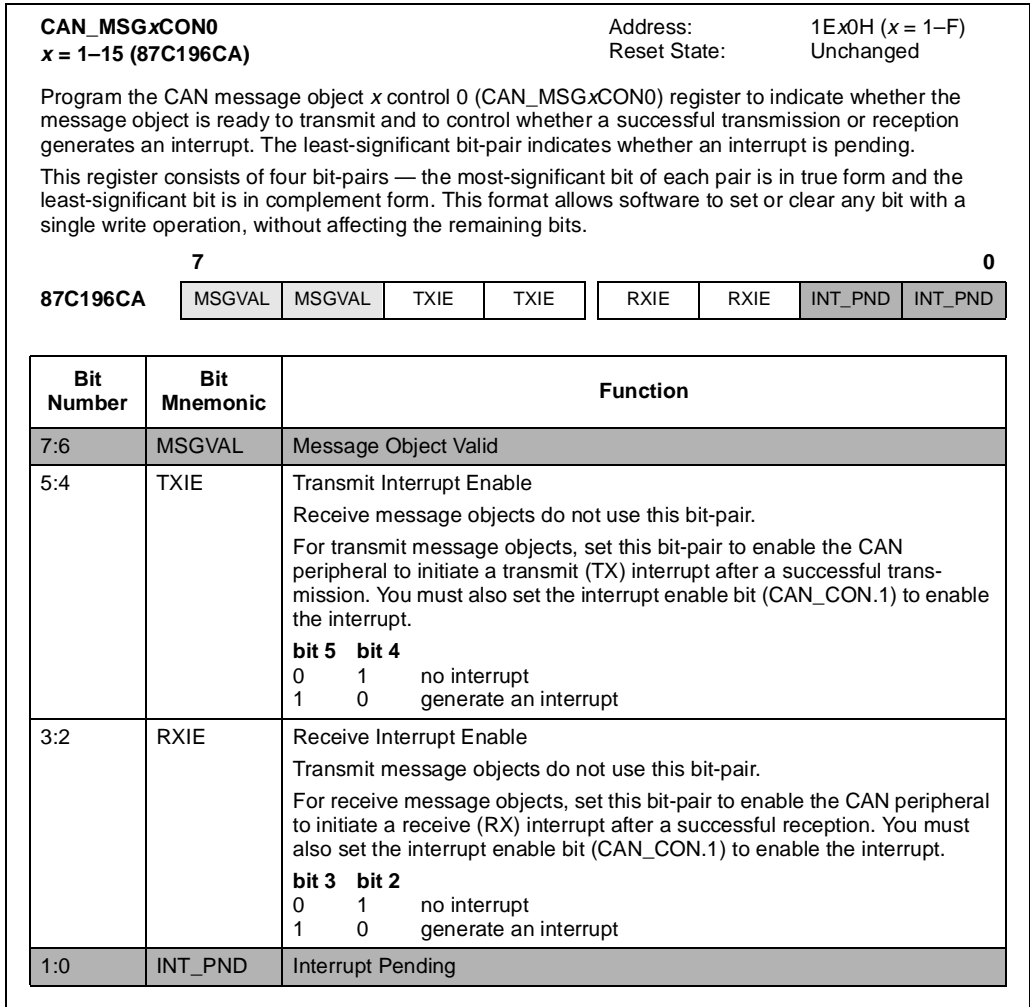 CAN_MSGxCON0
x = 1–15 (87C196CA)
Address: 1Ex0H (x = 1–F)
Reset State: Unchanged
Program the CAN message object x control 0 (CAN_MSGxCON0) register to indicate whether the
message object is ready to transmit and to control whether a successful transmission or reception
generates an interrupt. The least-significant bit-pair indicates whether an interrupt is pending.
This register consists of four bit-pairs — the most-significant bit of each pair is in true form and the
least-significant bit is in complement form. This format allows software to set or clear any bit with a
single write operation, without affecting the remaining bits.
7 0
87C196CA MSGVAL MSGVAL TXIE TXIE RXIE RXIE INT_PND INT_PND
Bit Number Bit Mnemonic Function
7:6 MSGVAL Message Object Valid
5:4 TXIE Transmit Interrupt Enable
Receive message objects do not use this bit-pair.
For transmit message objects, set this bit-pair to enable the CAN
peripheral to initiate a transmit (TX) interrupt after a successful trans-
mission. You must also set the interrupt enable bit (CAN_CON.1) to enable
the interrupt.
bit 5 bit 4
0 1 no interrupt
1 0 generate an interrupt
3:2 RXIE Receive Interrupt Enable
Transmit message objects do not use this bit-pair.
For receive message objects, set this bit-pair to enable the CAN peripheral
to initiate a receive (RX) interrupt after a successful reception. You must
also set the interrupt enable bit (CAN_CON.1) to enable the interrupt.
bit 3 bit 2
0 1 no interrupt
1 0 generate an interrupt
1:0 INT_PND Interrupt Pending